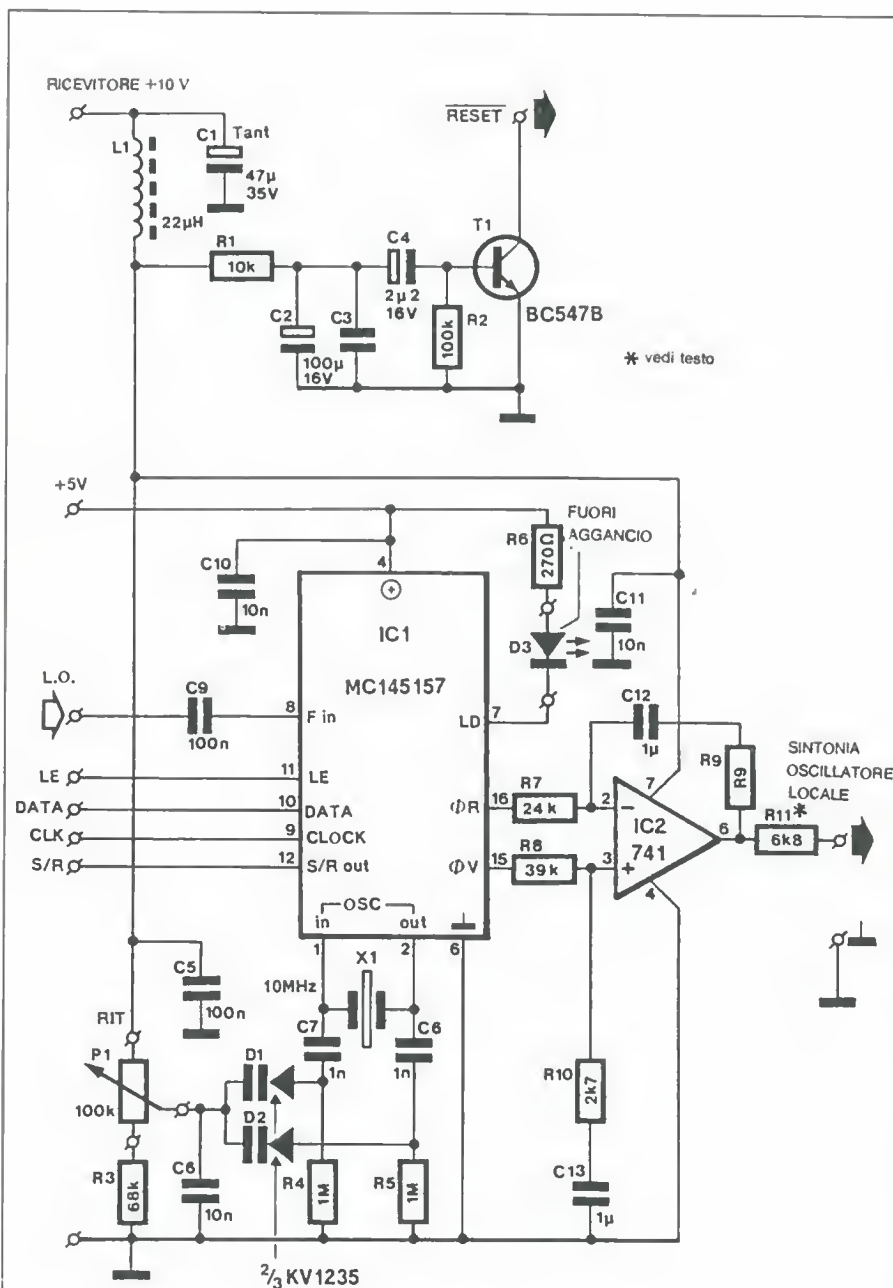 RICEVITORE +10 V
RESET
L1
C1 Tant
47µ
35V
22µH
R1
10k
C4
2µ2
16V
T1
BC547B
C2
100µ
16V
C3
R2
100k
* vedi testo
+5V
C10
10n
4
+
IC1
MC145157
R6
270Ω
FUORI
AGGANCIO
C11
10n
D3
L.O.
C9
100n
8
F in
LD
7
C12
1µ
LE
11
LE
DATA
10
DATA
CLK
9
CLOCK
S/R
12
S/R out
ΦR
16
R7
24k
2
−
ΦV
15
R8
39k
3
+
IC2
741
7
6
4
R9
R9
R11*
6k8
SINTONIA
OSCILLATORE
LOCALE
OSC
in
out
1
2
6
X1
10MHz
C5
100n
C7
1n
C6
1n
RIT
P1
100k
D1
D2
R3
68k
C6
10n
R4
1M
R5
1M
R10
2k7
C13
1µ
2/3 KV1235